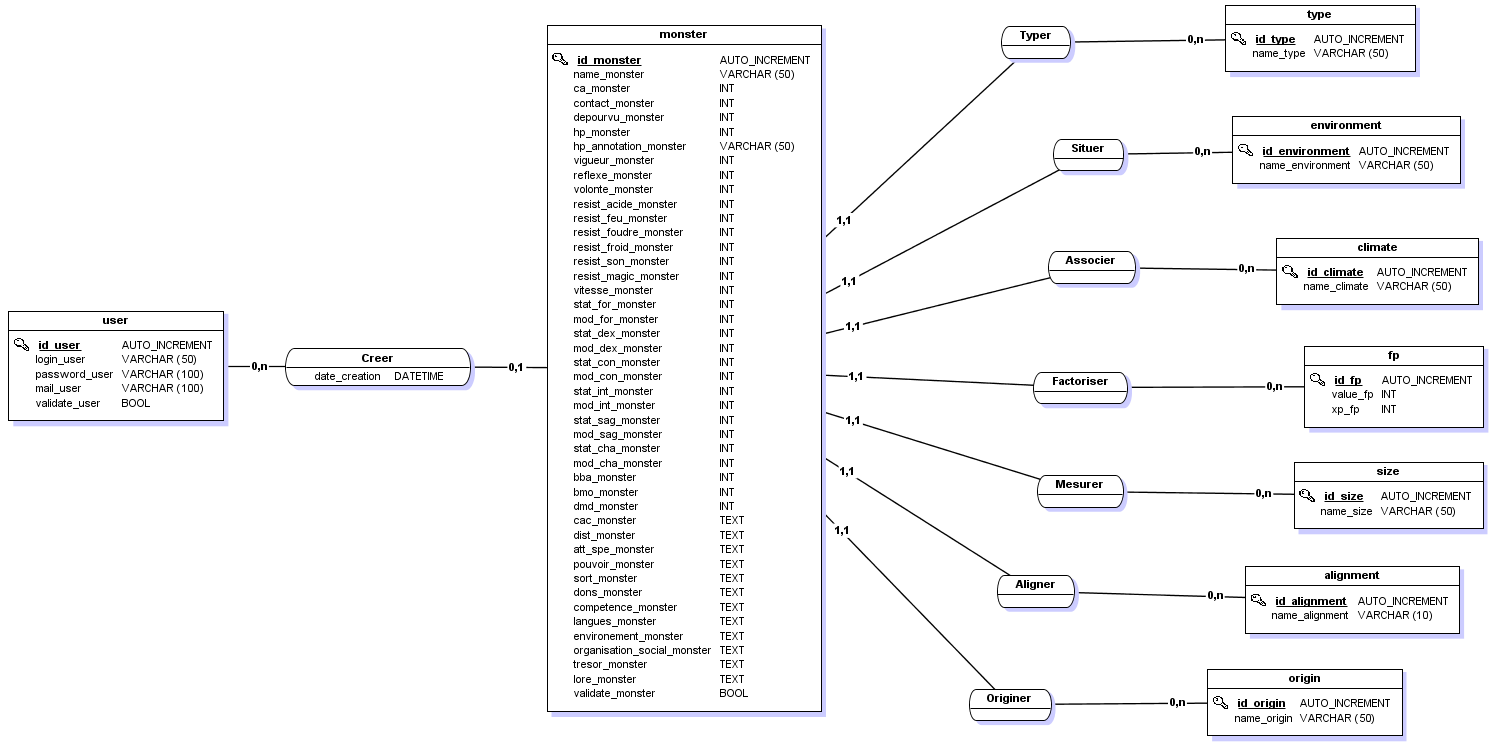 user
id_user AUTO_INCREMENT
login_user VARCHAR (50)
password_user VARCHAR (100)
mail_user VARCHAR (100)
validate_user BOOL
0,n
Creer
date_creation DATETIME
0,1
monster
id_monster AUTO_INCREMENT
name_monster VARCHAR (50)
ca_monster INT
contact_monster INT
depourvu_monster INT
hp_monster INT
hp_annotation_monster VARCHAR (50)
vigueur_monster INT
reflexe_monster INT
volonte_monster INT
resist_acide_monster INT
resist_feu_monster INT
resist_foudre_monster INT
resist_froid_monster INT
resist_son_monster INT
resist_magic_monster INT
vitesse_monster INT
stat_for_monster INT
mod_for_monster INT
stat_dex_monster INT
mod_dex_monster INT
stat_con_monster INT
mod_con_monster INT
stat_int_monster INT
mod_int_monster INT
stat_sag_monster INT
mod_sag_monster INT
stat_cha_monster INT
mod_cha_monster INT
bba_monster INT
bmo_monster INT
dmd_monster INT
cac_monster TEXT
dist_monster TEXT
att_spe_monster TEXT
pouvoir_monster TEXT
sort_monster TEXT
dons_monster TEXT
competence_monster TEXT
langues_monster TEXT
environement_monster TEXT
organisation_social_monster TEXT
tresor_monster TEXT
lore_monster TEXT
validate_monster BOOL
1,1
Typer
0,n
type
id_type AUTO_INCREMENT
name_type VARCHAR (50)
1,1
Situer
0,n
environment
id_environment AUTO_INCREMENT
name_environment VARCHAR (50)
1,1
Associer
0,n
climate
id_climate AUTO_INCREMENT
name_climate VARCHAR (50)
1,1
Factoriser
0,n
fp
id_fp AUTO_INCREMENT
value_fp INT
xp_fp INT
1,1
Mesurer
0,n
size
id_size AUTO_INCREMENT
name_size VARCHAR (50)
1,1
Aligner
0,n
alignment
id_alignment AUTO_INCREMENT
name_alignment VARCHAR (10)
1,1
Originer
0,n
origin
id_origin AUTO_INCREMENT
name_origin VARCHAR (50)